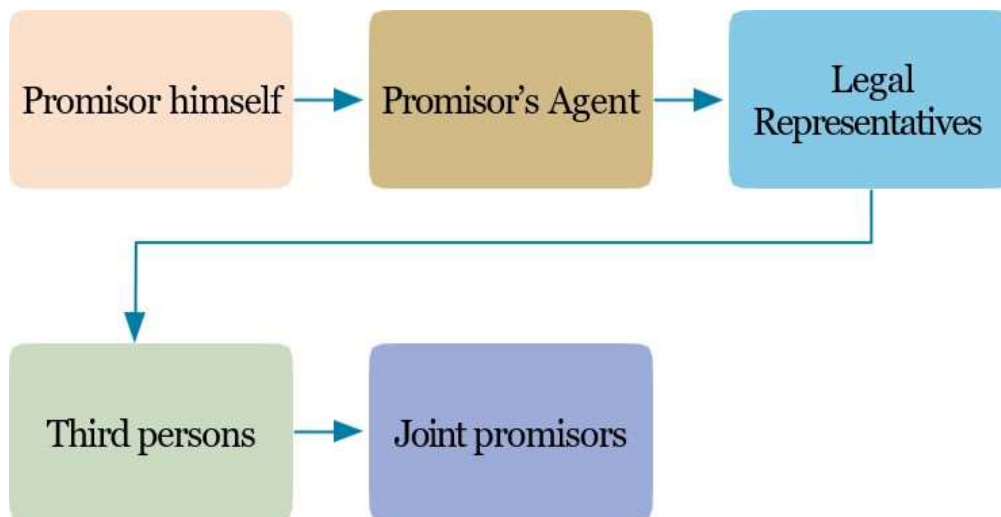 Promisor himself
Promisor’s Agent
Legal
Representatives
Third persons
Joint promisors